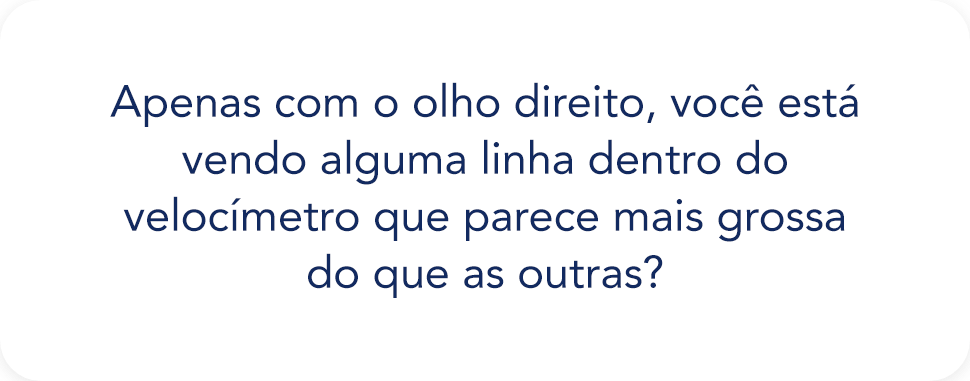 Apenas com o olho direito, você está
vendo alguma linha dentro do
velocímetro que parece mais grossa
do que as outras?